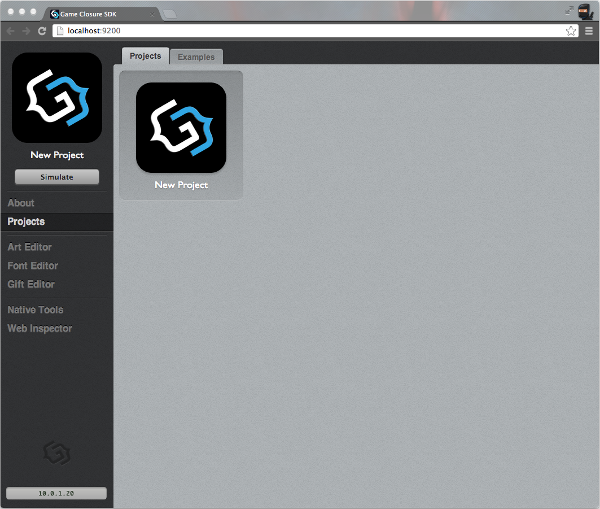 Game Closure SDK
localhost:9200
Projects
Examples
New Project
Simulate
About
Projects
Art Editor
Font Editor
Gift Editor
Native Tools
Web Inspector
10.0.1.20
New Project